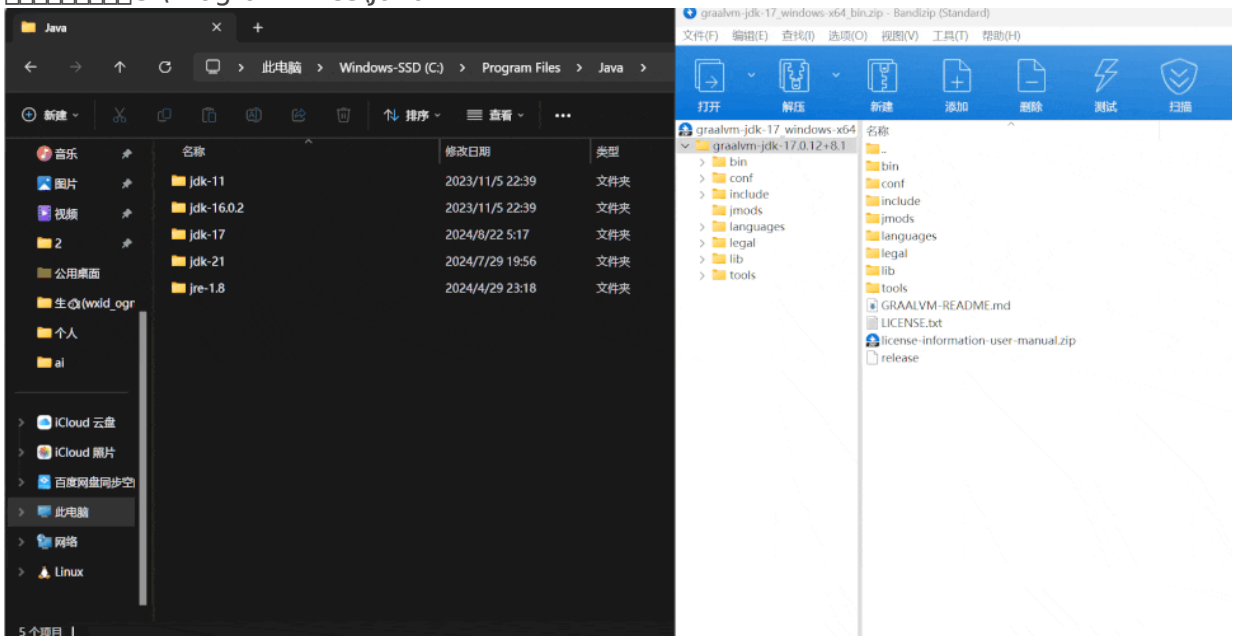 Java
此电脑 > Windows-SSD (C:) > Program Files > Java >
新建
排序
查看
音乐
图片
视频
2
公用桌面
个人
ai
iCloud 云盘
iCloud 照片
百度网盘同步空
此电脑
网络
Linux
名称 修改日期 类型
jdk-11 2023/11/5 22:39 文件夹
jdk-16.0.2 2023/11/5 22:39 文件夹
jdk-17 2024/8/22 5:17 文件夹
jdk-21 2024/7/29 19:56 文件夹
jre-1.8 2024/4/29 23:18 文件夹
5 个项目
graalvm-jdk-17_windows-x64_bin.zip - Bandizip (Standard)
文件(F) 编辑(E) 查找(I) 选项(O) 视图(V) 工具(T) 帮助(H)
打开 解压 新建 添加 删除 测试 扫描
graalvm-jdk-17_windows-x64
graalvm-jdk-17.0.12+8.1
bin
conf
include
jmods
languages
legal
lib
tools
名称
..
bin
conf
include
jmods
languages
legal
lib
tools
GRAALVM-README.md
LICENSE.txt
license-information-user-manual.zip
release